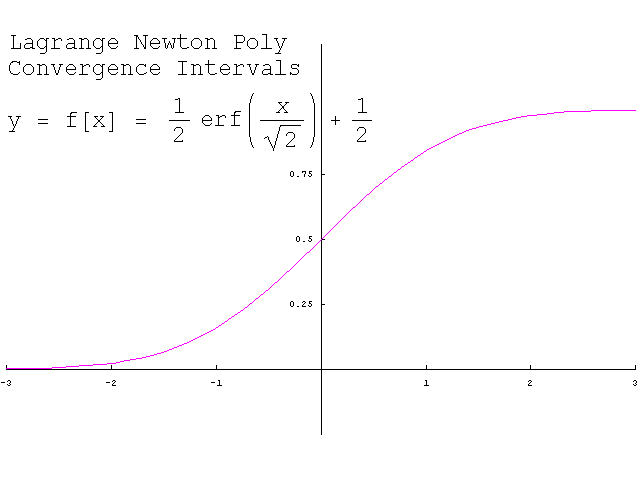 Lagrange Newton Poly
Convergence Intervals
y = f[x] = 1/2 erf(x/√2) + 1/2
0.75
0.5
0.25
-3 -2 -1 1 2 3